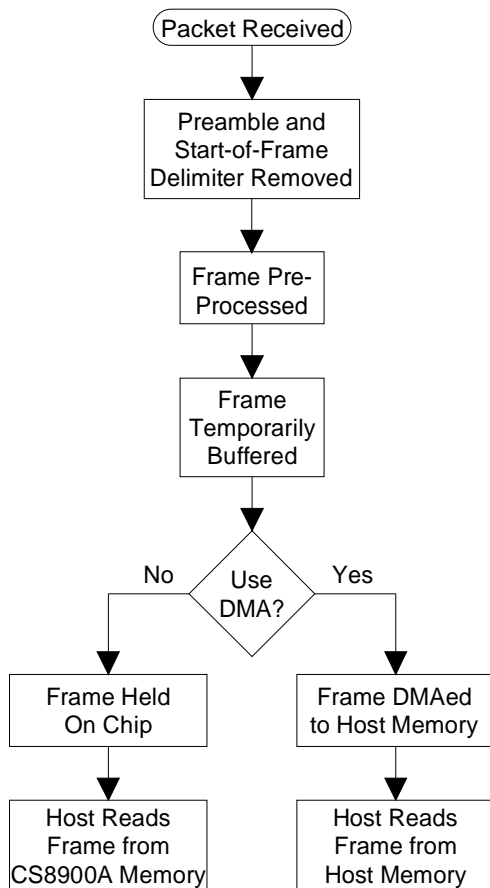 Packet Received
Preamble and
Start-of-Frame
Delimiter Removed
Frame Pre-
Processed
Frame
Temporarily
Buffered
No
Use
DMA?
Yes
Frame Held
On Chip
Frame DMAed
to Host Memory
Host Reads
Frame from
CS8900A Memory
Host Reads
Frame from
Host Memory